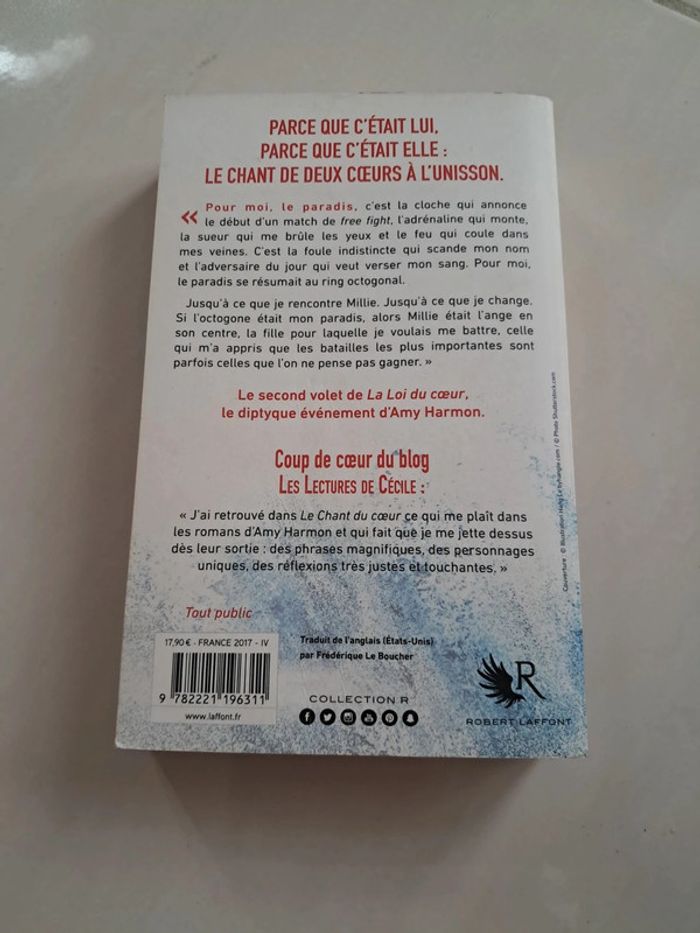 PARCE QUE C'ÉTAIT LUI,
PARCE QUE C'ÉTAIT ELLE :
LE CHANT DE DEUX CŒURS À L'UNISSON.
« Pour moi, le paradis, c'est la cloche qui annonce
le début d'un match de free fight, l'adrénaline qui monte,
la sueur qui me brûle les yeux et le feu qui coule dans
mes veines. C'est la foule indistincte qui scande mon nom
et l'adversaire du jour qui veut verser mon sang. Pour moi,
le paradis se résumait au ring octogonal.
Jusqu'à ce que je rencontre Millie. Jusqu'à ce que je change.
Si l'octogone était mon paradis, alors Millie était l'ange en
son centre, la fille pour laquelle je voulais me battre, celle
qui m'a appris que les batailles les plus importantes sont
parfois celles que l'on ne pense pas gagner. »
Le second volet de La Loi du cœur,
le diptyque événement d'Amy Harmon.
Coup de cœur du blog
LES LECTURES DE CÉCILE :
« J'ai retrouvé dans Le Chant du cœur ce qui me plaît dans
les romans d'Amy Harmon et qui fait que je me jette dessus
dès leur sortie : des phrases magnifiques, des personnages
uniques, des réflexions très justes et touchantes. »
Tout public
17,90 € - FRANCE 2017 - IV
9 782221 196311
www.laffont.fr
Traduit de l'anglais (États-Unis)
par Frédérique Le Boucher
COLLECTION R
R
ROBERT LAFFONT
Couverture : © Illustration Hang Le byhangle.com / © Photo Shutterstock.com